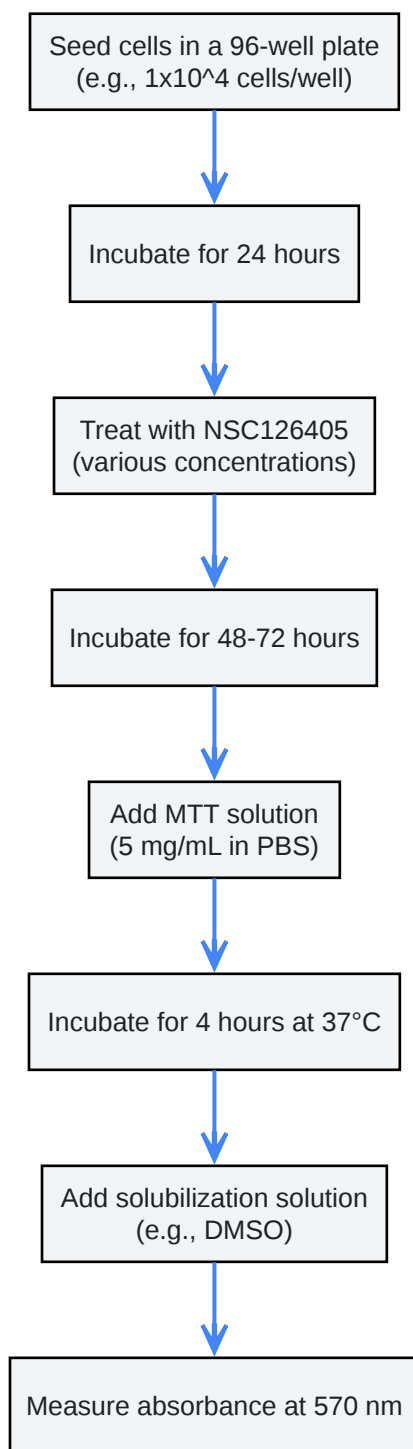 Seed cells in a 96-well plate
(e.g., 1x10^4 cells/well)
Incubate for 24 hours
Treat with NSC126405
(various concentrations)
Incubate for 48-72 hours
Add MTT solution
(5 mg/mL in PBS)
Incubate for 4 hours at 37°C
Add solubilization solution
(e.g., DMSO)
Measure absorbance at 570 nm